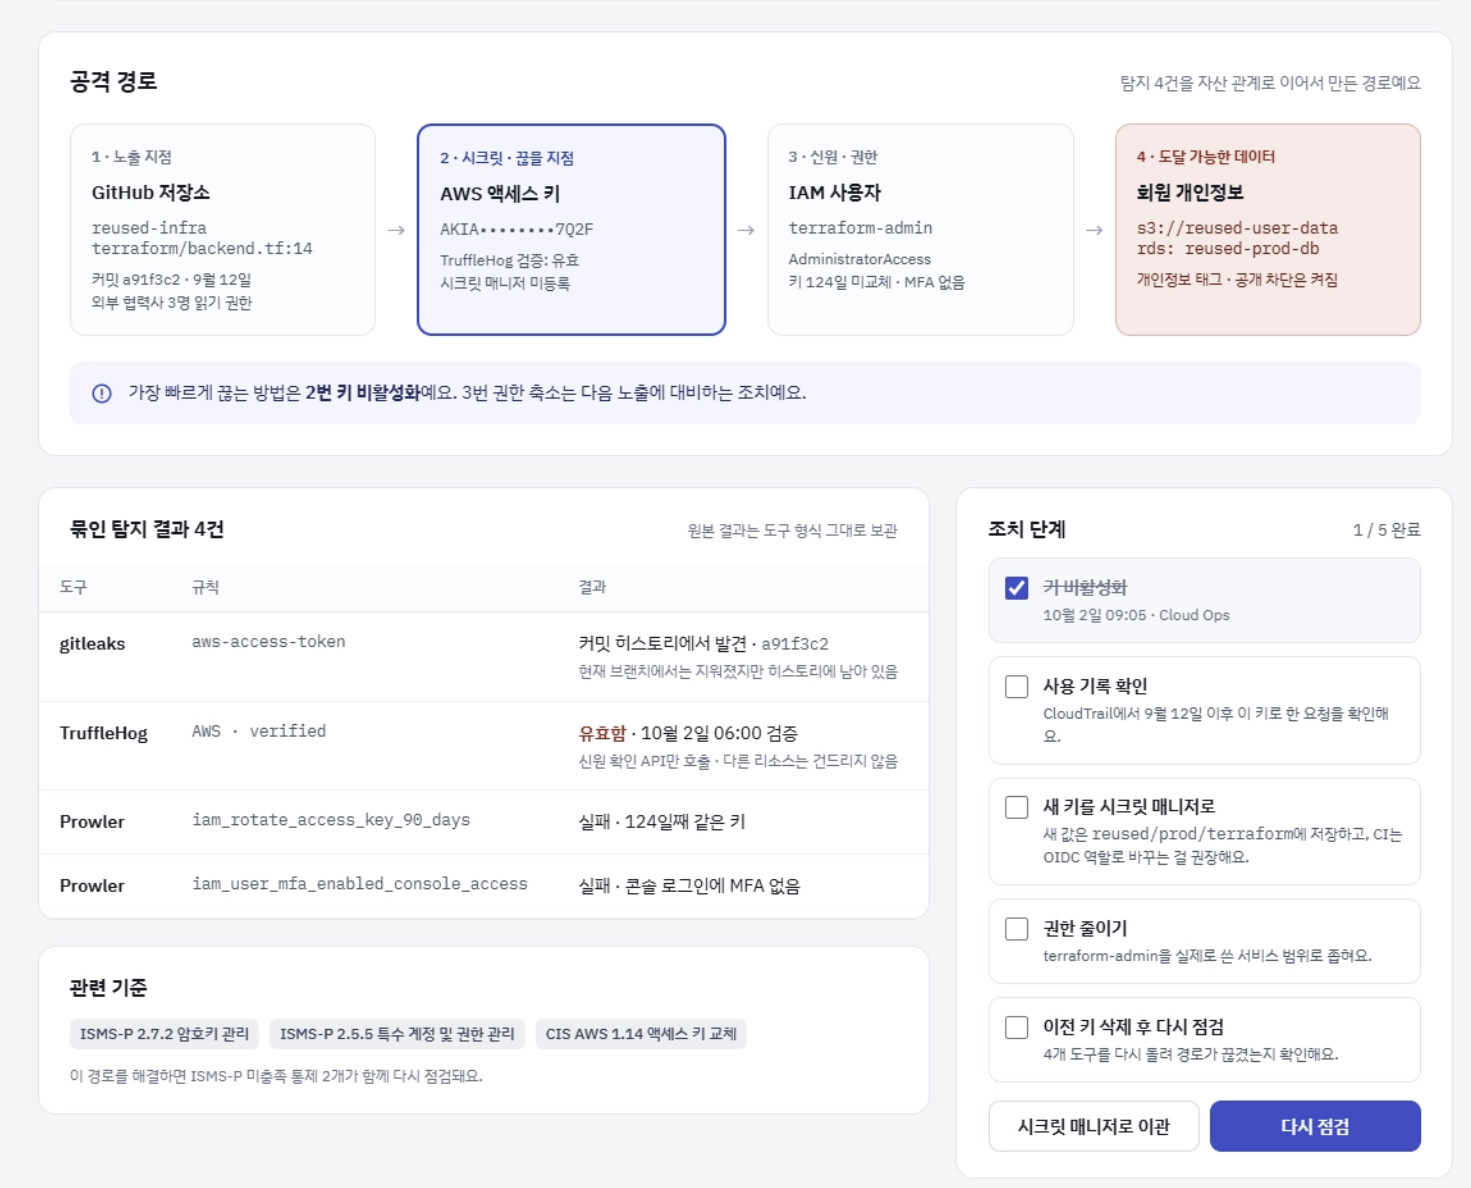 공격 경로
탐지 4건을 자산 관계로 이어서 만든 경로예요
1 · 노출 지점
GitHub 저장소
reused-infra
terraform/backend.tf:14
커밋 a91f3c2 · 9월 12일
외부 협력사 3명 읽기 권한
→
2 · 시크릿 · 끊을 지점
AWS 액세스 키
AKIA••••••••7Q2F
TruffleHog 검증: 유효
시크릿 매니저 미등록
→
3 · 신원 · 권한
IAM 사용자
terraform-admin
AdministratorAccess
키 124일 미교체 · MFA 없음
→
4 · 도달 가능한 데이터
회원 개인정보
s3://reused-user-data
rds: reused-prod-db
개인정보 태그 · 공개 차단은 켜짐
가장 빠르게 끊는 방법은 2번 키 비활성화예요. 3번 권한 축소는 다음 노출에 대비하는 조치예요.
묶인 탐지 결과 4건
원본 결과는 도구 형식 그대로 보관
도구 규칙 결과
gitleaks aws-access-token 커밋 히스토리에서 발견 · a91f3c2
현재 브랜치에서는 지워졌지만 히스토리에 남아 있음
TruffleHog AWS · verified 유효함 · 10월 2일 06:00 검증
신원 확인 API만 호출 · 다른 리소스는 건드리지 않음
Prowler iam_rotate_access_key_90_days 실패 · 124일째 같은 키
Prowler iam_user_mfa_enabled_console_access 실패 · 콘솔 로그인에 MFA 없음
관련 기준
ISMS-P 2.7.2 암호키 관리 ISMS-P 2.5.5 특수 계정 및 권한 관리 CIS AWS 1.14 액세스 키 교체
이 경로를 해결하면 ISMS-P 미충족 통제 2개가 함께 다시 점검돼요.
조치 단계
1 / 5 완료
키 비활성화
10월 2일 09:05 · Cloud Ops
사용 기록 확인
CloudTrail에서 9월 12일 이후 이 키로 한 요청을 확인해
요.
새 키를 시크릿 매니저로
새 값은 reused/prod/terraform에 저장하고, CI는
OIDC 역할로 바꾸는 걸 권장해요.
권한 줄이기
terraform-admin을 실제로 쓴 서비스 범위로 좁혀요.
이전 키 삭제 후 다시 점검
4개 도구를 다시 돌려 경로가 끊겼는지 확인해요.
시크릿 매니저로 이관
다시 점검